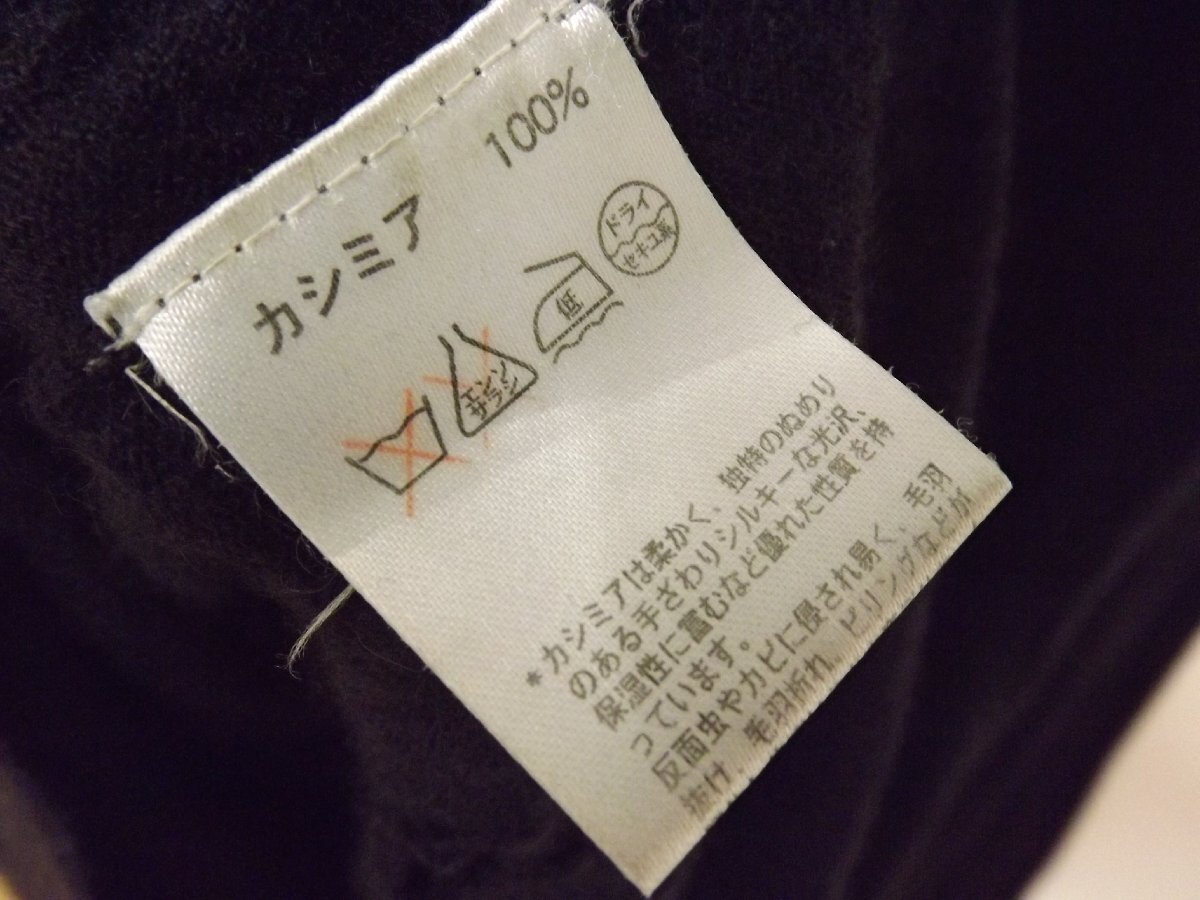 カシミア 100%
エンソ
サラシ
低
ドライ
セキユ系
*カシミアは柔かく、独特のぬめり
のある手ざわりシルキーな光沢、
保湿性に富むなど優れた性質を持
っています。
反面虫やカビに侵され易く、毛羽
抜け、毛羽折れ、ピリングなどが